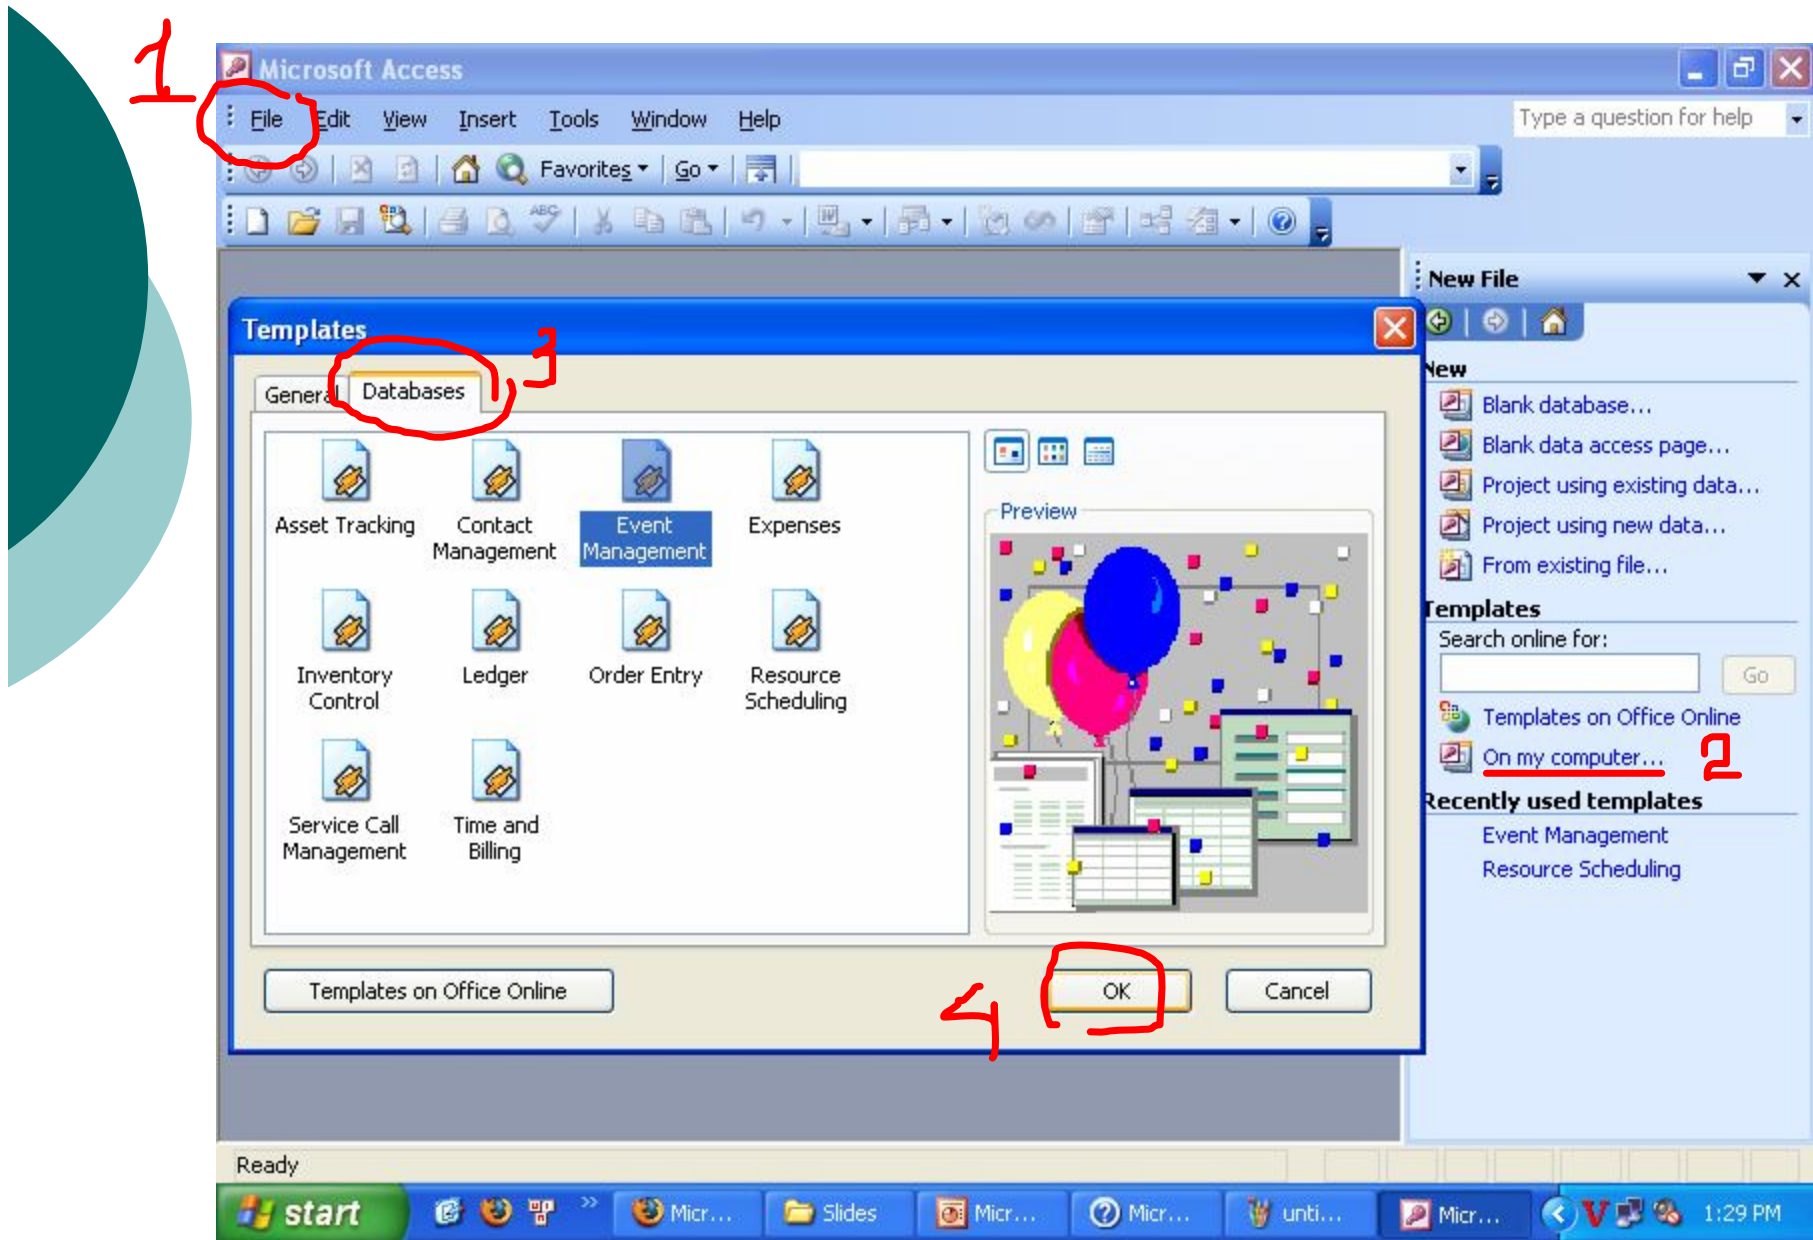 1
Microsoft Access
File Edit View Insert Tools Window Help
Type a question for help
Favorites Go
ABC
New File
Templates
3
General Databases
New
Blank database...
Blank data access page...
Project using existing data...
Project using new data...
From existing file...
Asset Tracking
Contact
Management
Event
Management
Expenses
Inventory
Control
Ledger
Order Entry
Resource
Scheduling
Service Call
Management
Time and
Billing
Preview
Templates
Search online for:
Go
Templates on Office Online
On my computer... 2
Recently used templates
Event Management
Resource Scheduling
Templates on Office Online
4
OK
Cancel
Ready
start
Micr...
Slides
Micr...
Micr...
unti...
Micr...
V
1:29 PM